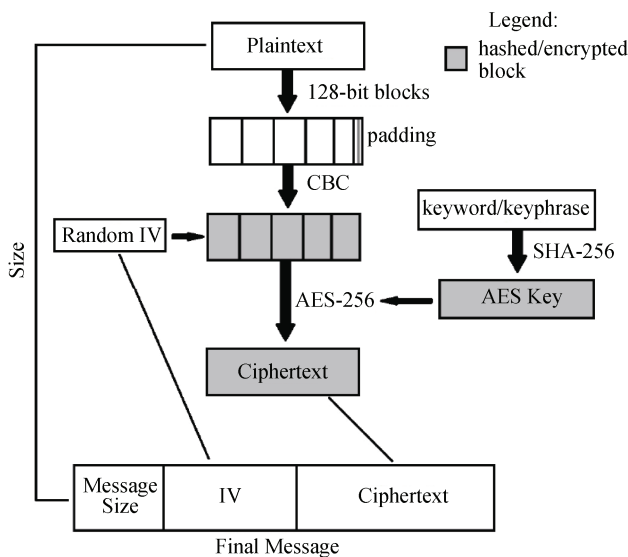 Legend:
hashed/encrypted
block
Plaintext
128-bit blocks
padding
CBC
keyword/keyphrase
Random IV
SHA-256
Size
AES-256
AES Key
Ciphertext
Message
Size
IV
Ciphertext
Final Message